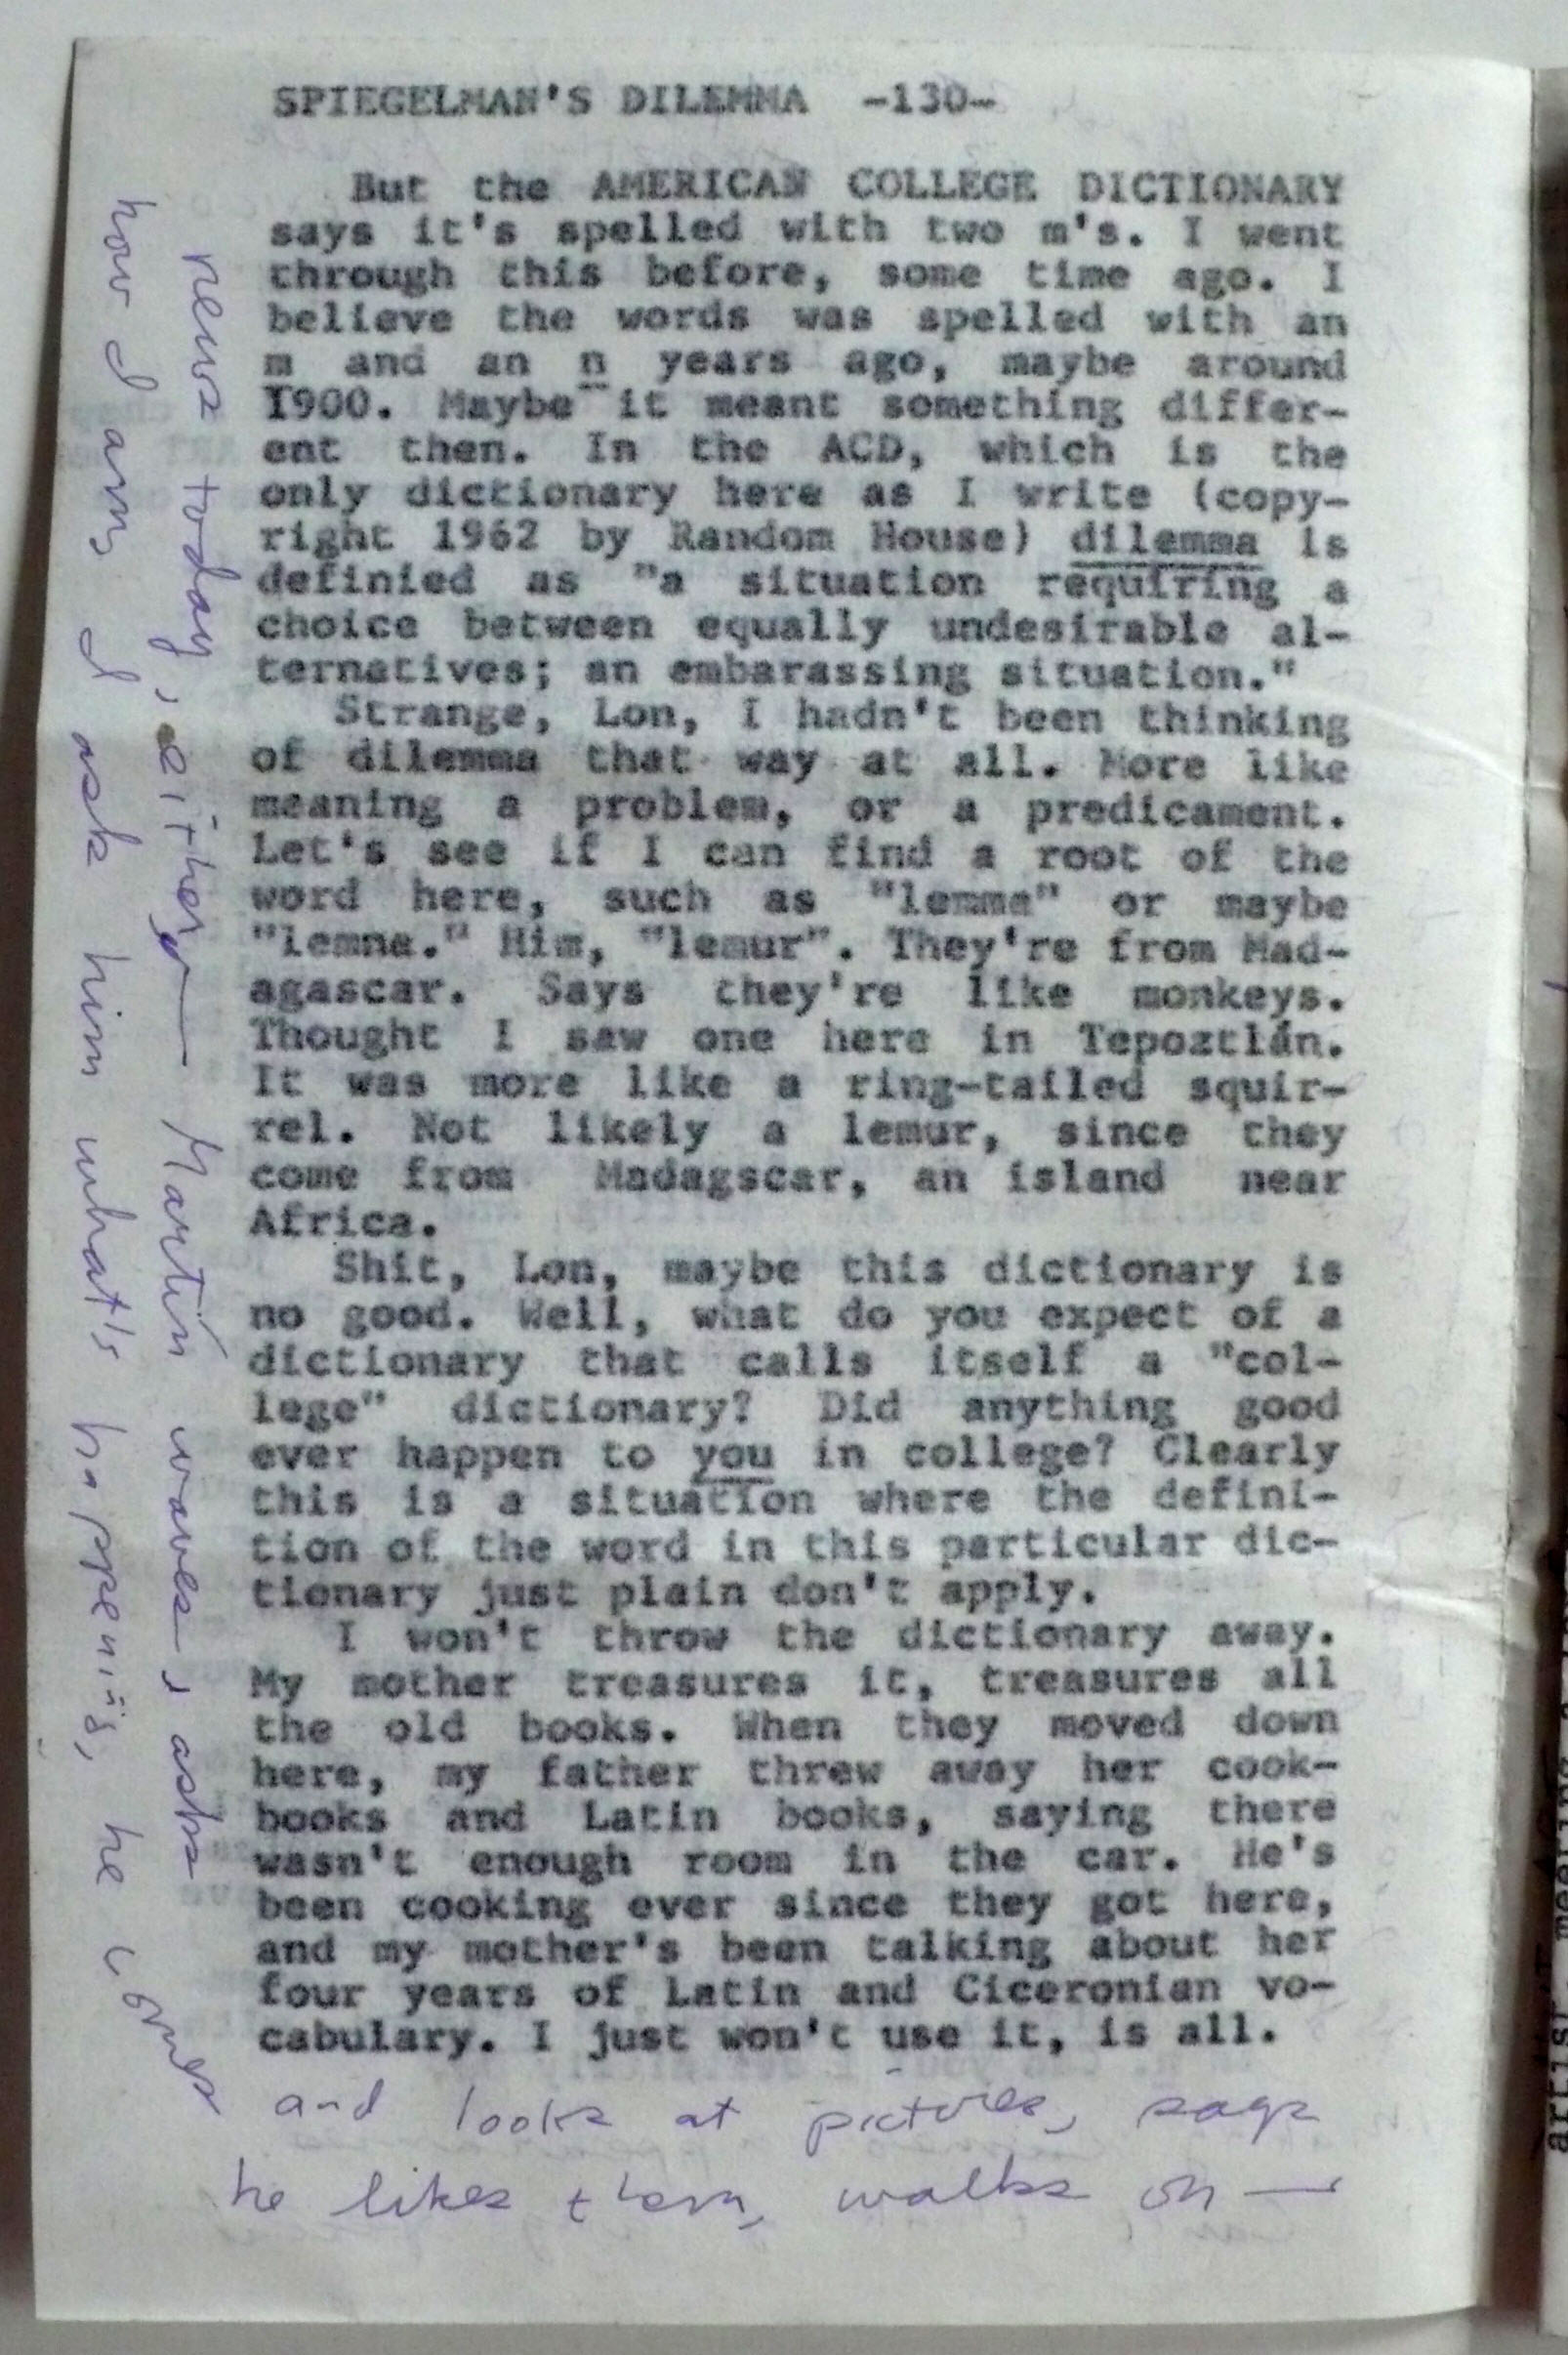 SPIEGELMAN'S DILEMMA -130-
But the AMERICAN COLLEGE DICTIONARY
says it's spelled with two m's. I went
through this before, some time ago. I
believe the words was spelled with an
m and an n years ago, maybe around
1900. Maybe it meant something differ-
ent then. In the ACD, which is the
only dictionary here as I write (copy-
right 1962 by Random House) dilemma is
definied as "a situation requiring a
choice between equally undesirable al-
ternatives; an embarassing situation."
Strange, Lon, I hadn't been thinking
of dilemma that way at all. More like
meaning a problem, or a predicament.
Let's see if I can find a root of the
word here, such as "lemma" or maybe
"lemna." Him, "lemur". They're from Mad-
agascar. Says they're like monkeys.
Thought I saw one here in Tepoztlán.
It was more like a ring-tailed squir-
rel. Not likely a lemur, since they
come from Madagscar, an island near
Africa.
Shit, Lon, maybe this dictionary is
no good. Well, what do you expect of a
dictionary that calls itself a "col-
lege" dictionary? Did anything good
ever happen to you in college? Clearly
this is a situation where the defini-
tion of the word in this particular dic-
tionary just plain don't apply.
I won't throw the dictionary away.
My mother treasures it, treasures all
the old books. When they moved down
here, my father threw away her cook-
books and Latin books, saying there
wasn't enough room in the car. He's
been cooking ever since they got here,
and my mother's been talking about her
four years of Latin and Ciceronian vo-
cabulary. I just won't use it, is all.
news today, either — Martín waves, asks
how I am, I ask him what's happening, he comes
and looks at pictures, says
he likes them, walks on —